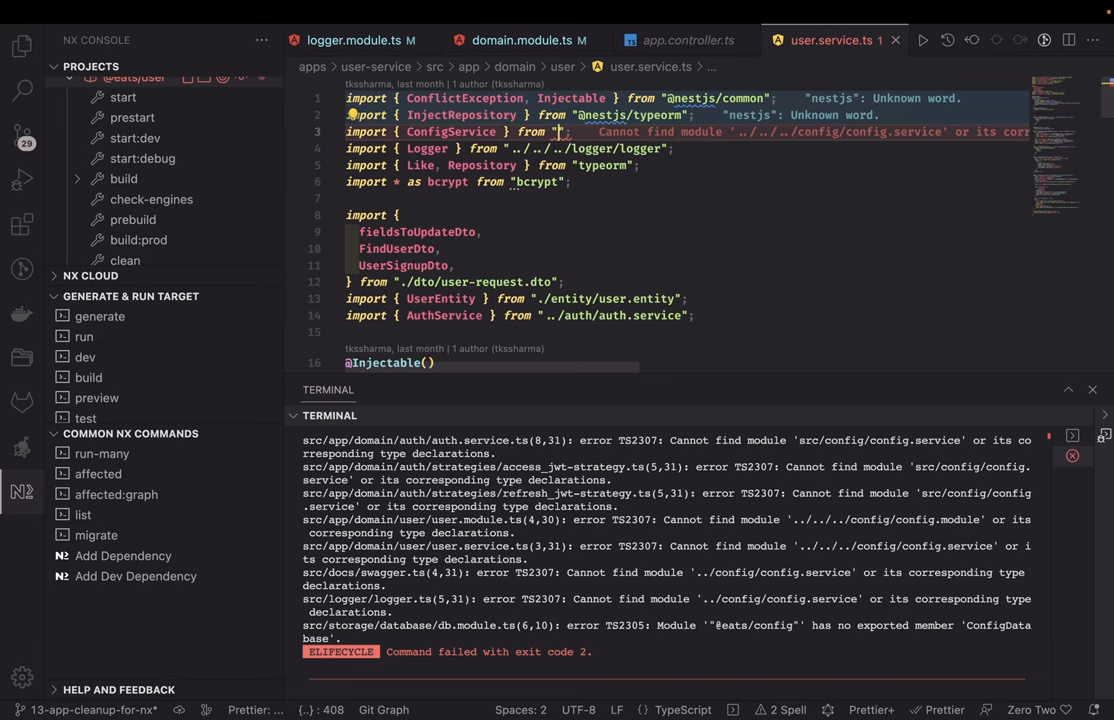 NX CONSOLE
logger.module.ts M
domain.module.ts M
app.controller.ts
user.service.ts 1
PROJECTS
@eats/user
start
prestart
start:dev
build
check-engines
prebuild
build:prod
clean
29
NX CLOUD
GENERATE & RUN TARGET
generate
run
dev
build
preview
test
COMMON NX COMMANDS
run-many
affected
affected:graph
list
migrate
Add Dependency
Add Dev Dependency
HELP AND FEEDBACK
apps > user-service > src > app > domain > user > user.service.ts > ...
tkssharma, last month | 1 author (tkssharma)
1 import { ConflictException, Injectable } from "@nestjs/common"; "nestjs": Unknown word.
2 import { InjectRepository } from "@nestjs/typeorm"; "nestjs": Unknown word.
3 import { ConfigService } from ""; Cannot find module '../../../config/config.service' or its corr
4 import { Logger } from "../../../logger/logger";
5 import { Like, Repository } from "typeorm";
6 import * as bcrypt from "bcrypt";
7
8 import {
9 fieldsToUpdateDto,
10 FindUserDto,
11 UserSignupDto,
12 } from "./dto/user-request.dto";
13 import { UserEntity } from "./entity/user.entity";
14 import { AuthService } from "../auth/auth.service";
15
tkssharma, last month | 1 author (tkssharma)
16 @Injectable()
TERMINAL
TERMINAL
src/app/domain/auth/auth.service.ts(8,31): error TS2307: Cannot find module 'src/config/config.service' or its co
rresponding type declarations.
src/app/domain/auth/strategies/access_jwt-strategy.ts(5,31): error TS2307: Cannot find module 'src/config/config.
service' or its corresponding type declarations.
src/app/domain/auth/strategies/refresh_jwt-strategy.ts(5,31): error TS2307: Cannot find module 'src/config/config
.service' or its corresponding type declarations.
src/app/domain/user/user.module.ts(4,30): error TS2307: Cannot find module '../../../config/config.module' or its
corresponding type declarations.
src/app/domain/user/user.service.ts(3,31): error TS2307: Cannot find module '../../../config/config.service' or i
ts corresponding type declarations.
src/docs/swagger.ts(4,31): error TS2307: Cannot find module '../config/config.service' or its corresponding type
declarations.
src/logger/logger.ts(5,31): error TS2307: Cannot find module '../config/config.service' or its corresponding type
declarations.
src/storage/database/db.module.ts(6,10): error TS2305: Module '"@eats/config"' has no exported member 'ConfigData
base'.
ELIFECYCLE Command failed with exit code 2.
13-app-cleanup-for-nx* Prettier: ... {..} : 408 Git Graph Spaces: 2 UTF-8 LF { } TypeScript 2 Spell Prettier+ Prettier Zero Two